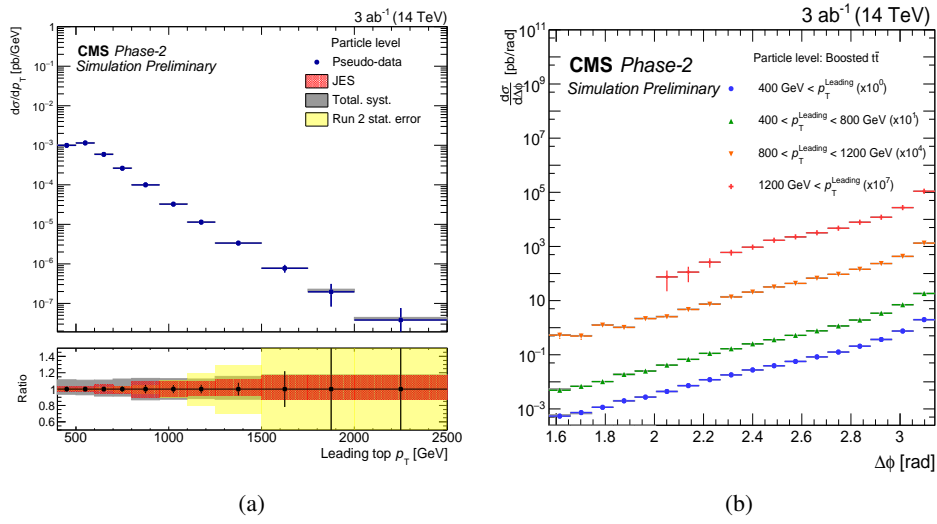 3 ab⁻¹ (14 TeV)
CMS Phase-2
Simulation Preliminary
Particle level
Pseudo-data
JES
Total. syst.
Run 2 stat. error
dσ/dp_T [pb/GeV]
1
10⁻¹
10⁻²
10⁻³
10⁻⁴
10⁻⁵
10⁻⁶
10⁻⁷
Ratio
1.4
1.2
1.0
0.8
0.6
500 1000 1500 2000 2500
Leading top p_T [GeV]
(a)
3 ab⁻¹ (14 TeV)
CMS Phase-2
Simulation Preliminary
Particle level: Boosted tt̄
400 GeV < p_T^Leading (x10⁰)
400 < p_T^Leading < 800 GeV (x10¹)
800 < p_T^Leading < 1200 GeV (x10⁴)
1200 GeV < p_T^Leading (x10⁷)
dσ/dΔϕ [pb/rad]
10¹¹
10⁹
10⁷
10⁵
10³
10
10⁻¹
10⁻³
1.6 1.8 2 2.2 2.4 2.6 2.8 3
Δϕ [rad]
(b)